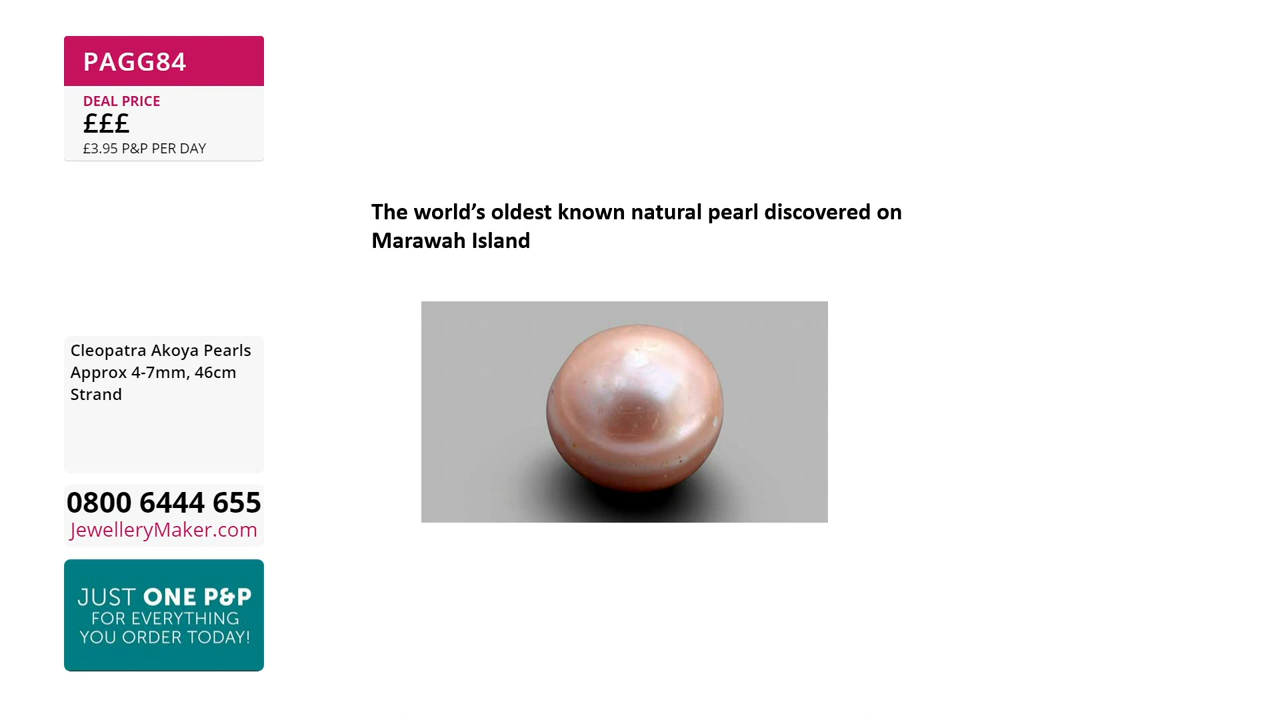 PAGG84
DEAL PRICE
£££
£3.95 P&P PER DAY
The world’s oldest known natural pearl discovered on
Marawah Island
Cleopatra Akoya Pearls
Approx 4-7mm, 46cm
Strand
0800 6444 655
JewelleryMaker.com
JUST ONE P&P
FOR EVERYTHING
YOU ORDER TODAY!